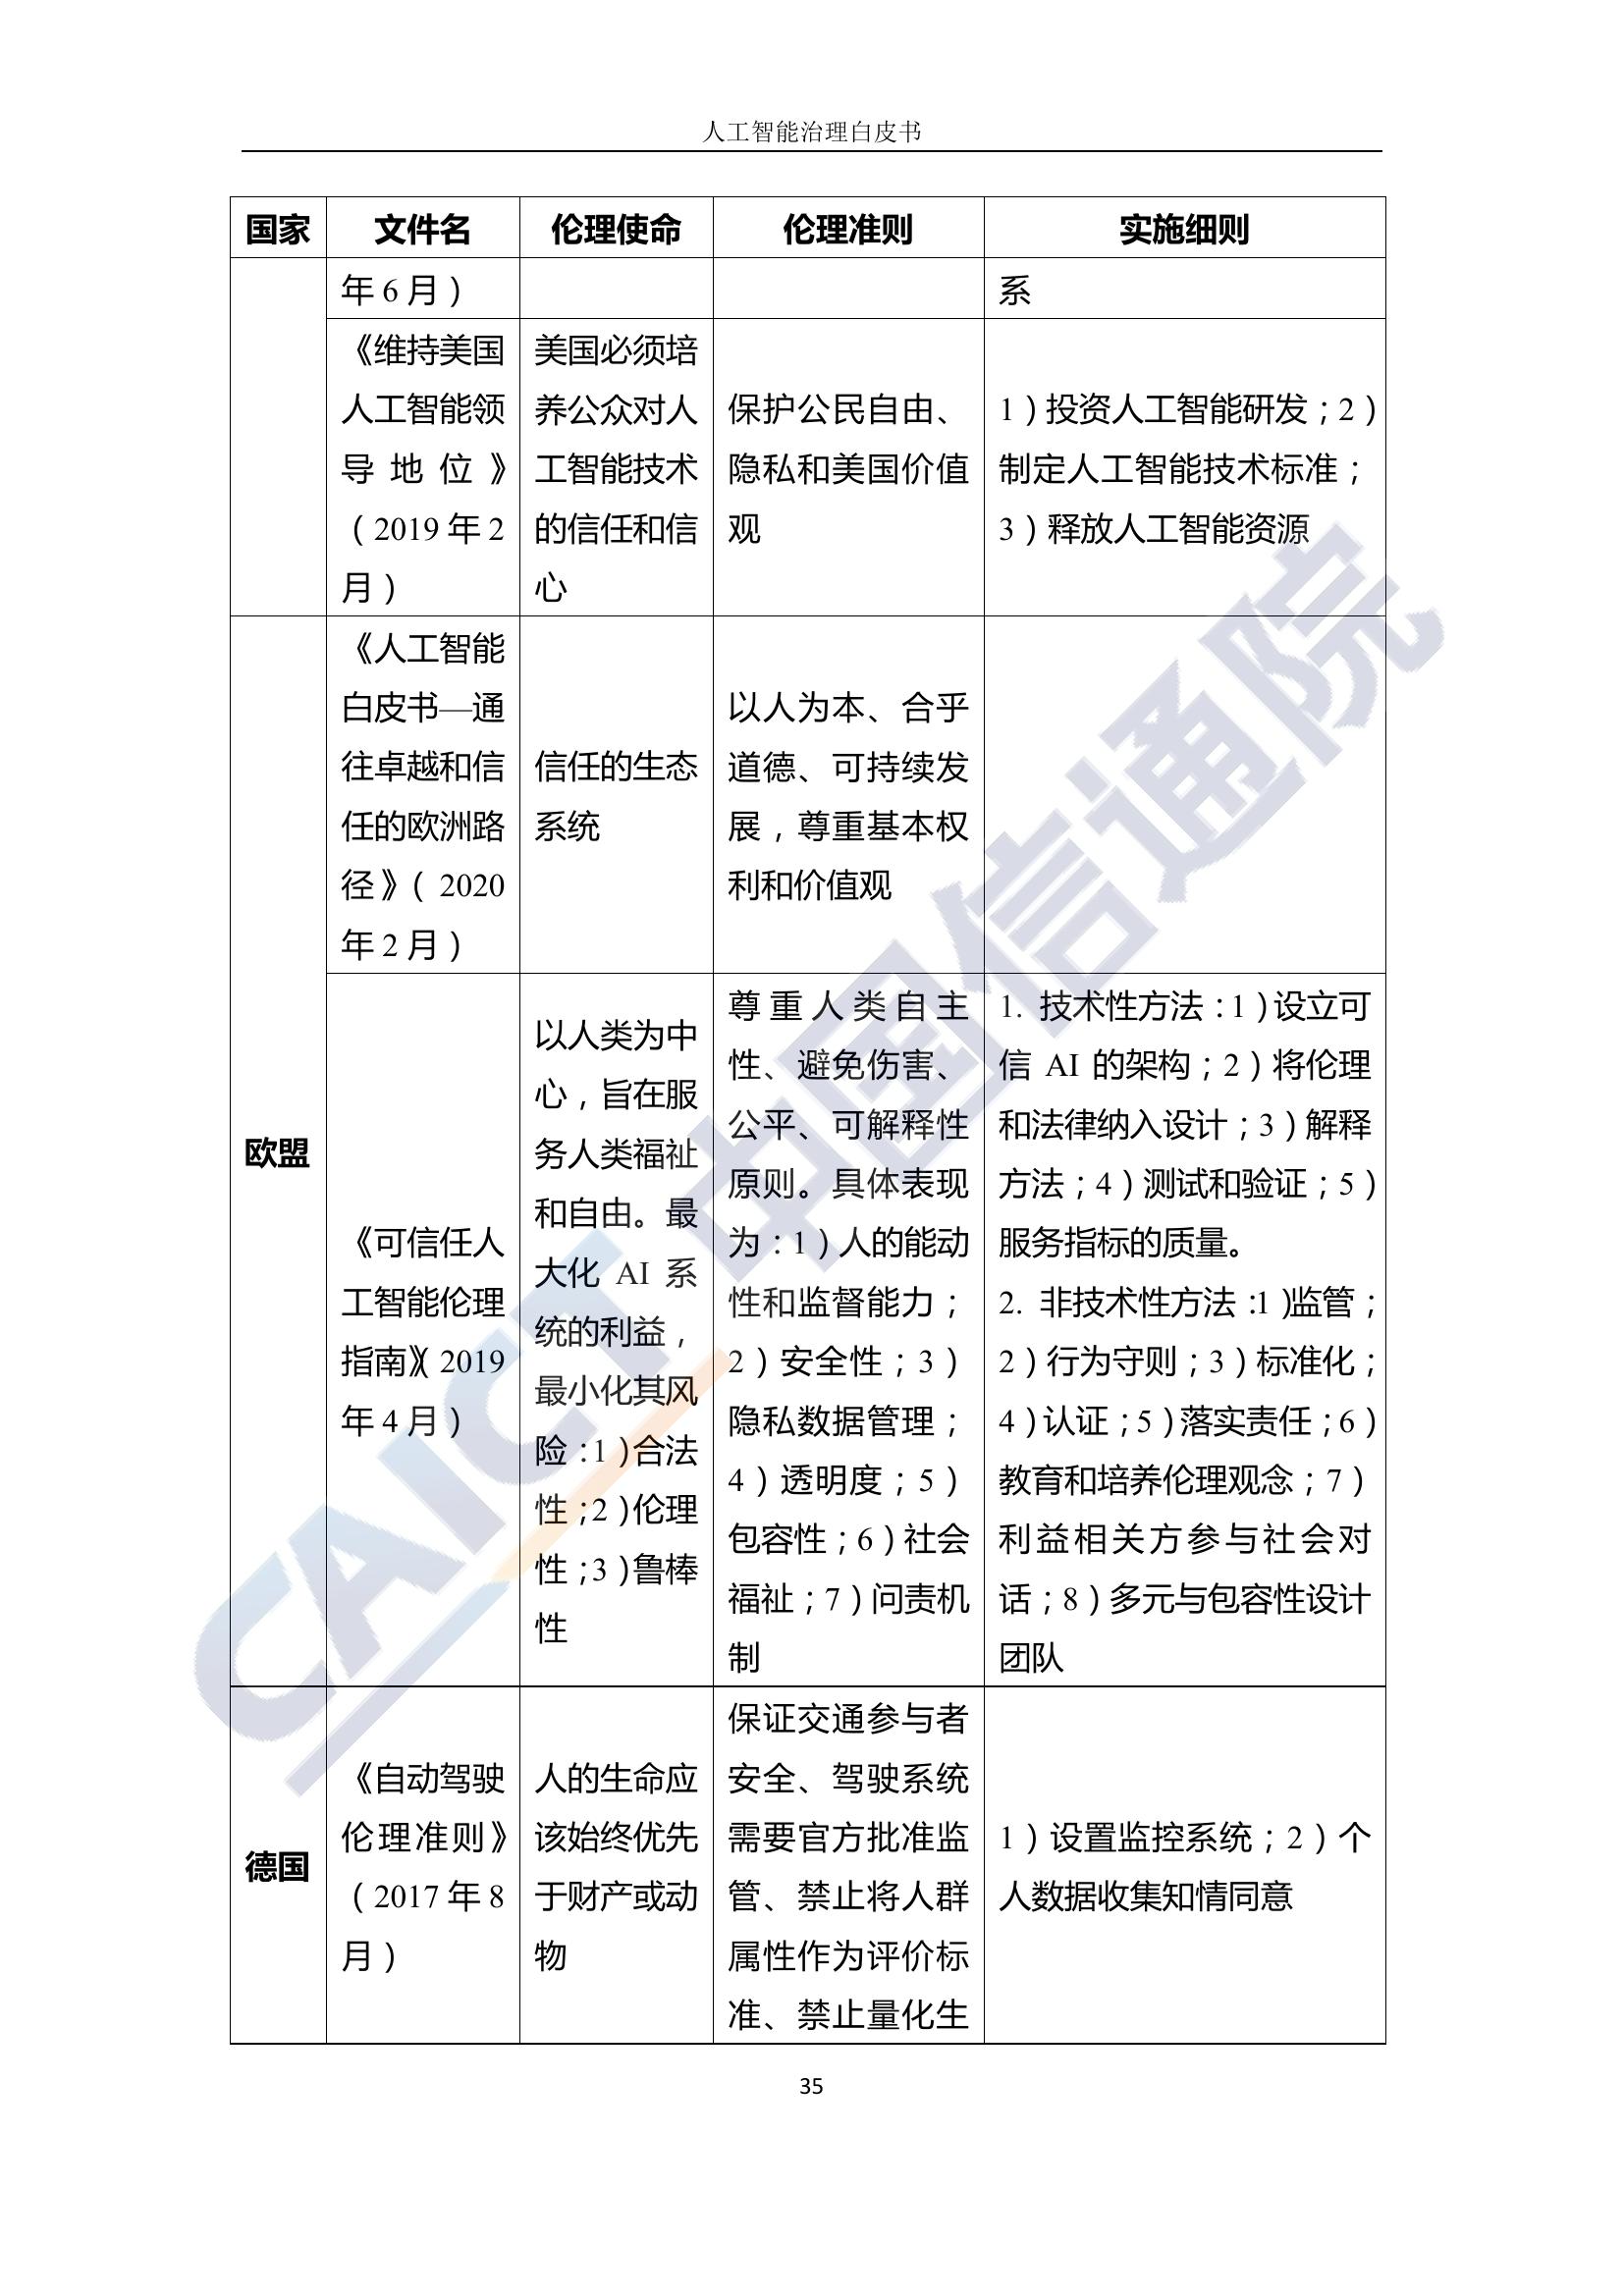 人工智能治理白皮书
国家 文件名 伦理使命 伦理准则 实施细则
年 6 月）
系
《维持美国
人工智能领
导地位》
（2019 年 2
月）
美国必须培
养公众对人
工智能技术
的信任和信
心
保护公民自由、
隐私和美国价值
观
1）投资人工智能研发；2）
制定人工智能技术标准；
3）释放人工智能资源
欧盟
《人工智能
白皮书—通
往卓越和信
任的欧洲路
径》（2020
年 2 月）
信任的生态
系统
以人为本、合乎
道德、可持续发
展，尊重基本权
利和价值观
《可信任人
工智能伦理
指南》（2019
年 4 月）
以人类为中
心，旨在服
务人类福祉
和自由。最
大化 AI 系
统的利益，
最小化其风
险：1）合法
性；2）伦理
性；3）鲁棒
性
尊重人类自主
性、避免伤害、
公平、可解释性
原则。具体表现
为：1）人的能动
性和监督能力；
2）安全性；3）
隐私数据管理；
4）透明度；5）
包容性；6）社会
福祉；7）问责机
制
1. 技术性方法：1）设立可
信 AI 的架构；2）将伦理
和法律纳入设计；3）解释
方法；4）测试和验证；5）
服务指标的质量。
2. 非技术性方法：1）监管；
2）行为守则；3）标准化；
4）认证；5）落实责任；6）
教育和培养伦理观念；7）
利益相关方参与社会对
话；8）多元与包容性设计
团队
德国
《自动驾驶
伦理准则》
（2017 年 8
月）
人的生命应
该始终优先
于财产或动
物
保证交通参与者
安全、驾驶系统
需要官方批准监
管、禁止将人群
属性作为评价标
准、禁止量化生
1）设置监控系统；2）个
人数据收集知情同意
35
CAICT 中国信通院